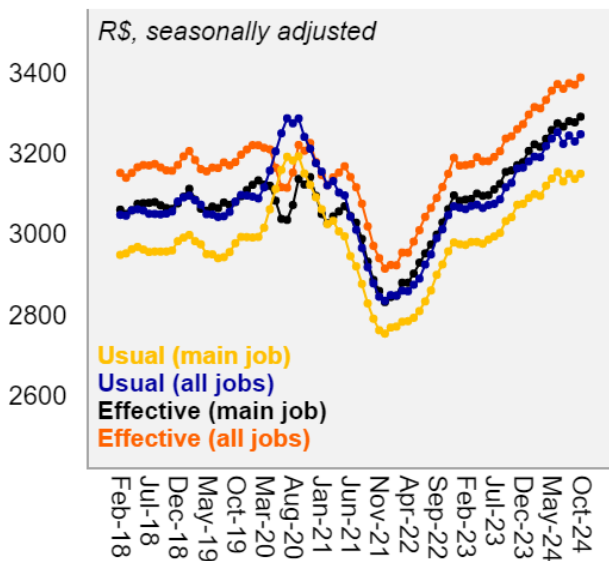 R$, seasonally adjusted
3400
3200
3000
2800
2600
Usual (main job)
Usual (all jobs)
Effective (main job)
Effective (all jobs)
Feb-18
Jul-18
Dec-18
May-19
Oct-19
Mar-20
Aug-20
Jan-21
Jun-21
Nov-21
Apr-22
Sep-22
Feb-23
Jul-23
Dec-23
May-24
Oct-24